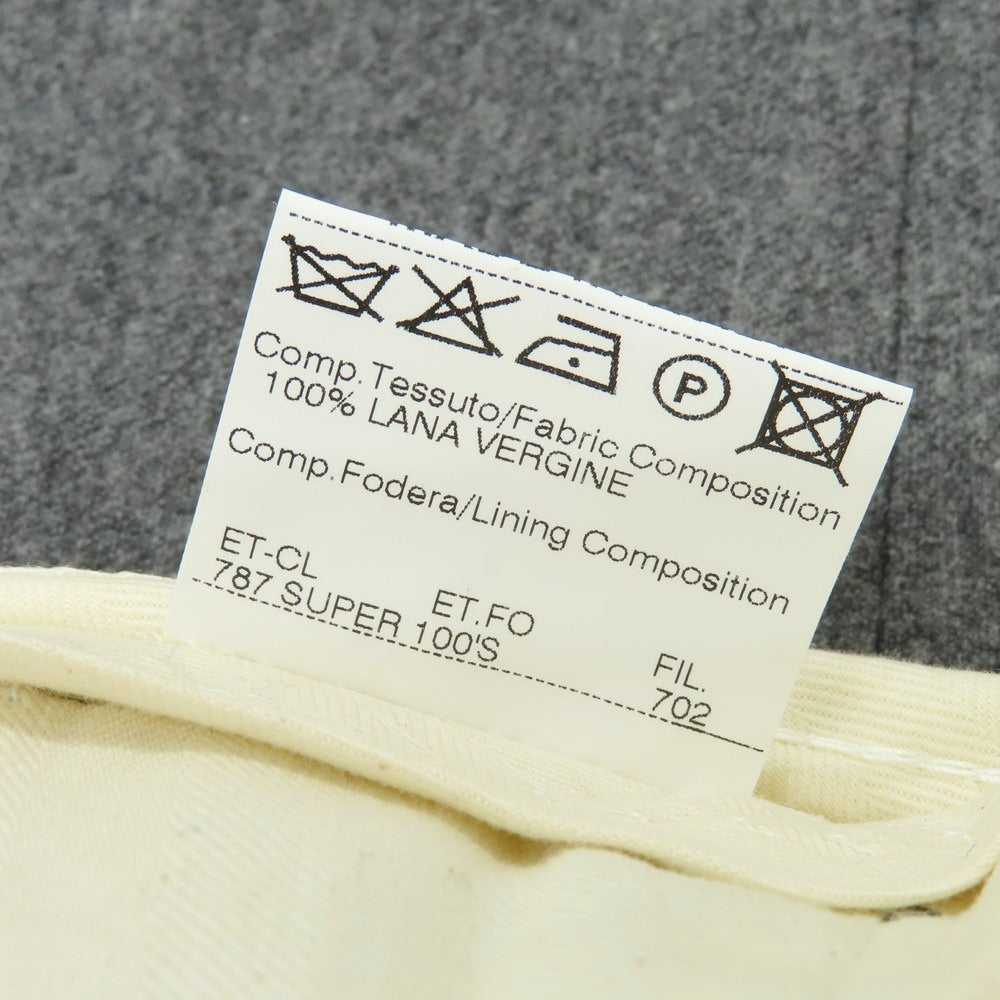 P
Comp.Tessuto/Fabric Composition
100% LANA VERGINE
Comp.Fodera/Lining Composition
ET-CL ET.FO FIL.
787 SUPER 100'S 702